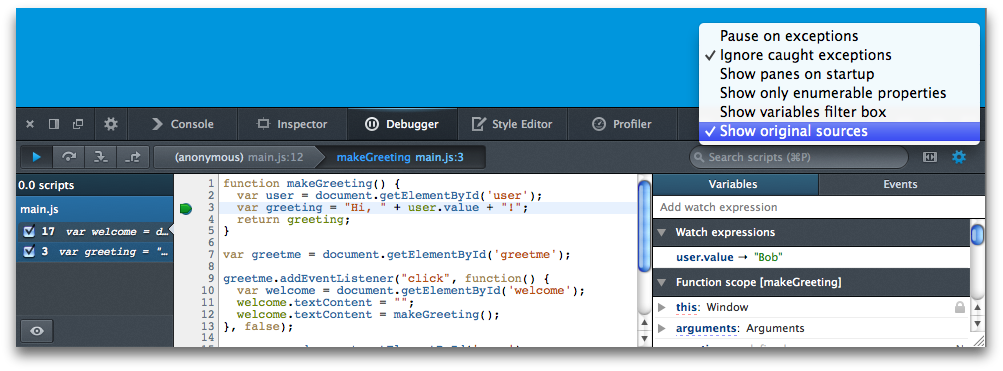 Pause on exceptions
✓ Ignore caught exceptions
Show panes on startup
Show only enumerable properties
Show variables filter box
✓ Show original sources
Console Inspector Debugger Style Editor Profiler
(anonymous) main.js:12 makeGreeting main.js:3 Search scripts (⌘P)
0.0 scripts
main.js
17 var welcome = d…
3 var greeting = "…
1 function makeGreeting() {
2 var user = document.getElementById('user');
3 var greeting = "Hi, " + user.value + "!";
4 return greeting;
5 }
6
7 var greetme = document.getElementById('greetme');
8
9 greetme.addEventListener("click", function() {
10 var welcome = document.getElementById('welcome');
11 welcome.textContent = "";
12 welcome.textContent = makeGreeting();
13 }, false);
14
Variables Events
Add watch expression
Watch expressions
user.value → "Bob"
Function scope [makeGreeting]
this: Window
arguments: Arguments